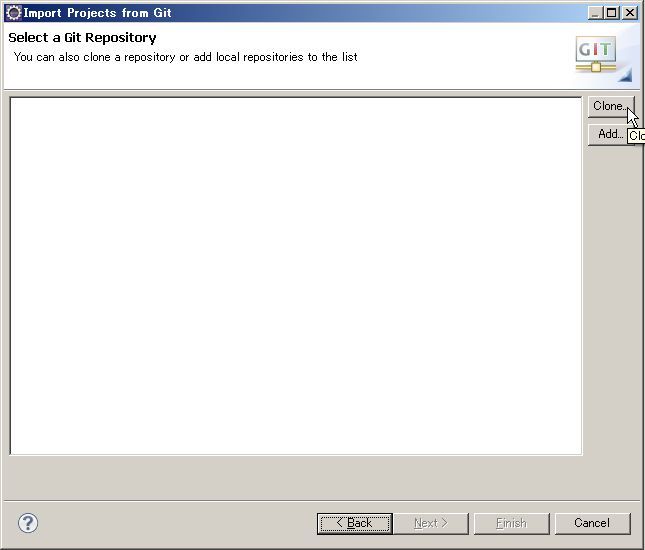 Import Projects from Git
Select a Git Repository
You can also clone a repository or add local repositories to the list
GIT
Clone...
Add...
Clo
< Back
Next >
Finish
Cancel